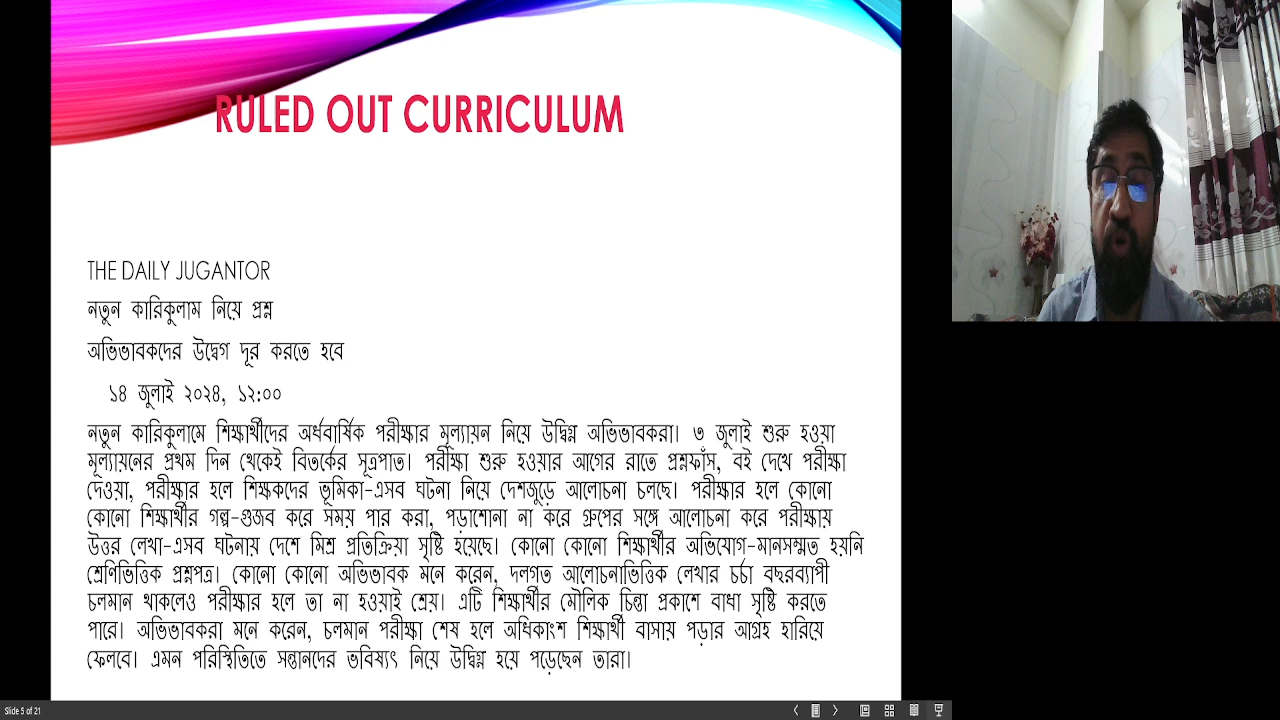 RULED OUT CURRICULUM
THE DAILY JUGANTOR
নতুন কারিকুলাম নিয়ে প্রশ্ন
অভিভাবকদের উদ্বেগ দূর করতে হবে
১৪ জুলাই ২০২৪, ১২:০০
নতুন কারিকুলামে শিক্ষার্থীদের অর্ধবার্ষিক পরীক্ষার মূল্যায়ন নিয়ে উদ্বিগ্ন অভিভাবকরা। ৩ জুলাই শুরু হওয়া
মূল্যায়নের প্রথম দিন থেকেই বিতর্কের সূত্রপাত। পরীক্ষা শুরু হওয়ার আগের রাতে প্রশ্নফাঁস, বই দেখে পরীক্ষা
দেওয়া, পরীক্ষার হলে শিক্ষকদের ভূমিকা-এসব ঘটনা নিয়ে দেশজুড়ে আলোচনা চলছে। পরীক্ষার হলে কোনো
কোনো শিক্ষার্থীর গল্প-গুজব করে সময় পার করা, পড়াশোনা না করে গ্রুপের সঙ্গে আলোচনা করে পরীক্ষায়
উত্তর লেখা-এসব ঘটনায় দেশে মিশ্র প্রতিক্রিয়া সৃষ্টি হয়েছে। কোনো কোনো শিক্ষার্থীর অভিযোগ-মানসম্মত হয়নি
শ্রেণিভিত্তিক প্রশ্নপত্র। কোনো কোনো অভিভাবক মনে করেন, দলগত আলোচনাভিত্তিক লেখার চর্চা বছরব্যাপী
চলমান থাকলেও পরীক্ষার হলে তা না হওয়াই শ্রেয়। এটি শিক্ষার্থীর মৌলিক চিন্তা প্রকাশে বাধা সৃষ্টি করতে
পারে। অভিভাবকরা মনে করেন, চলমান পরীক্ষা শেষ হলে অধিকাংশ শিক্ষার্থী বাসায় পড়ার আগ্রহ হারিয়ে
ফেলবে। এমন পরিস্থিতিতে সন্তানদের ভবিষ্যৎ নিয়ে উদ্বিগ্ন হয়ে পড়েছেন তারা।
Slide 5 of 21